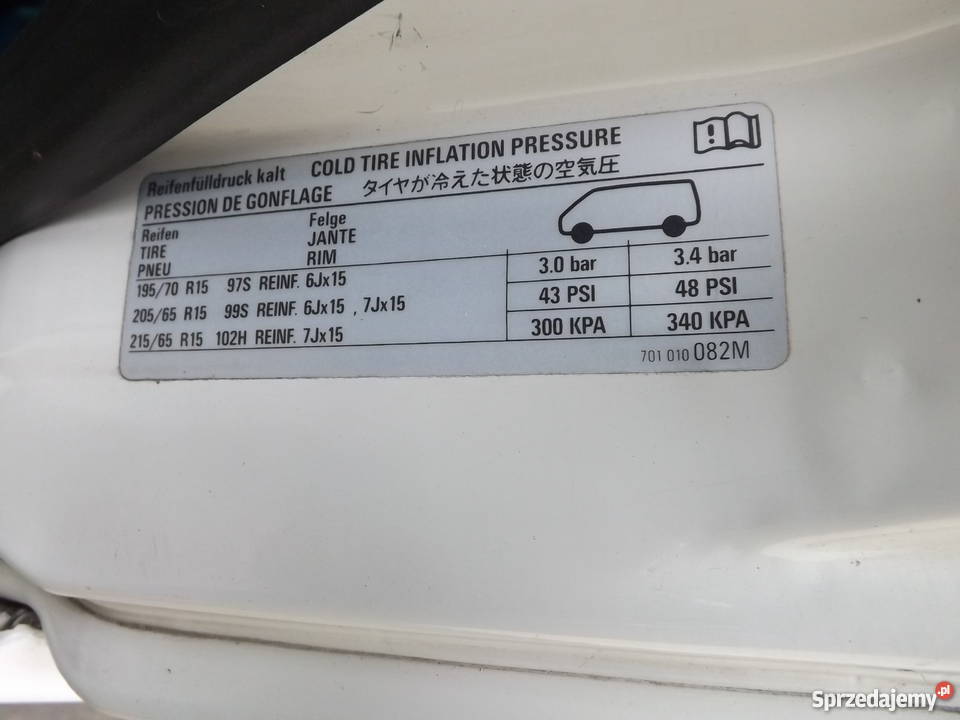 Reifenfülldruck kalt COLD TIRE INFLATION PRESSURE
PRESSION DE GONFLAGE タイヤが冷えた状態の空気圧
Reifen Felge
TIRE JANTE
PNEU RIM
195/70 R15 97S REINF. 6Jx15 3.0 bar 3.4 bar
205/65 R15 99S REINF. 6Jx15 , 7Jx15 43 PSI 48 PSI
215/65 R15 102H REINF. 7Jx15 300 KPA 340 KPA
701 010 082M
Sprzedajemy.pl